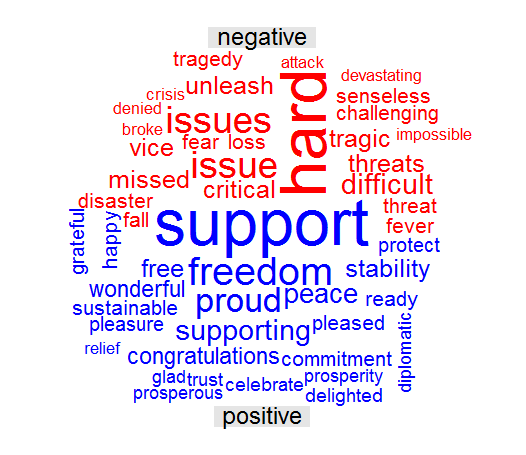 negative
tragedy attack
crisis unleash hard devastating
denied senseless
broke issues challenging
vice fear loss tragic impossible
issue threats
missed critical difficult
disaster threat
fall fever
grateful happy support protect
free freedom stability
wonderful proud peace ready
sustainable
pleasure supporting pleased diplomatic
relief congratulations commitment
glad trust celebrate prosperity
prosperous delighted
positive